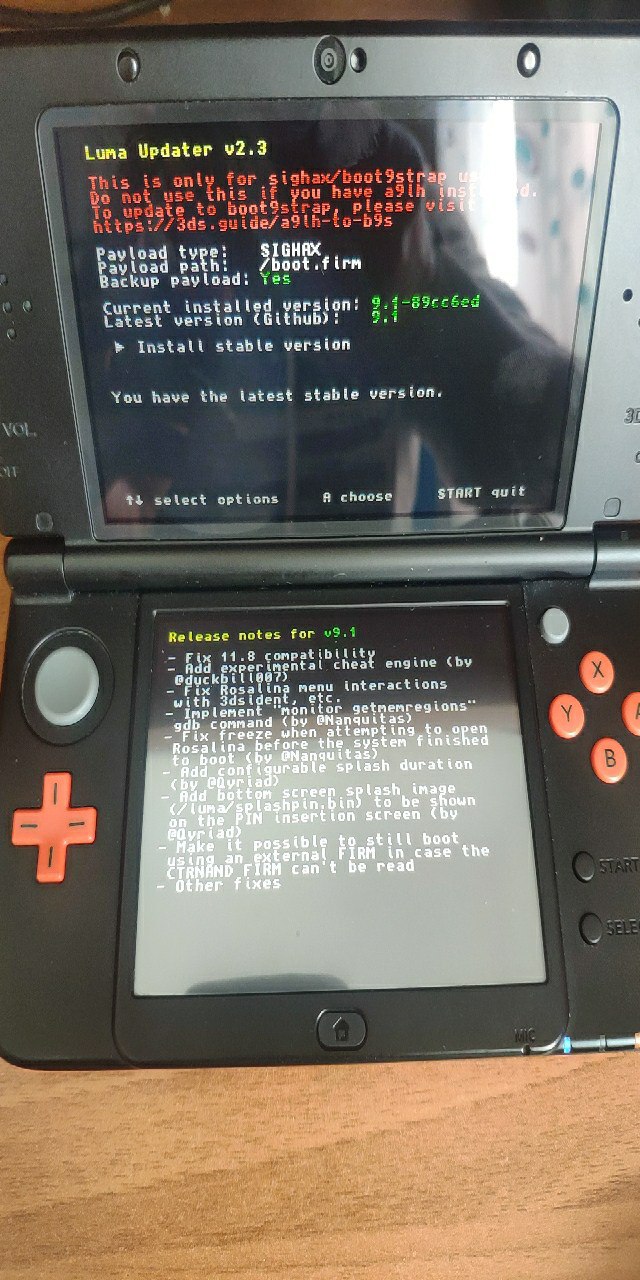 Luma Updater v2.3
This is only for sighax/boot9strap
Do not use this if you have a9lh
To update to boot9strap, please visit
https://3ds.guide/a9lh-to-b9s
Payload type: SIGHAX
Payload path: /boot.firm
Backup payload: Yes
Current installed version: 9.1-89cc6ed
Latest version (Github): 9.1
► Install stable version
You have the latest stable version.
↑↓ select options A choose START quit
VOL.
3D
Release notes for v9.1
- Fix 11.8 compatibility
- Add experimental cheat engine (by
@duckbill007)
- Fix Rosalina menu interactions
with 3dsident, etc.
- Implement "monitor getmemregions"
gdb command (by @Nanquitas)
- Fix freeze when attempting to open
Rosalina before the system finished
to boot (by @Nanquitas)
- Add configurable splash duration
(by @Qyriad)
- Add bottom screen splash image
(/luma/splashpin.bin) to be shown
on the PIN insertion screen (by
@Qyriad)
- Make it possible to still boot
using an external FIRM in case the
CTRNAND FIRM can't be read
- Other fixes
X
Y
A
B
START
SELEC
MIC